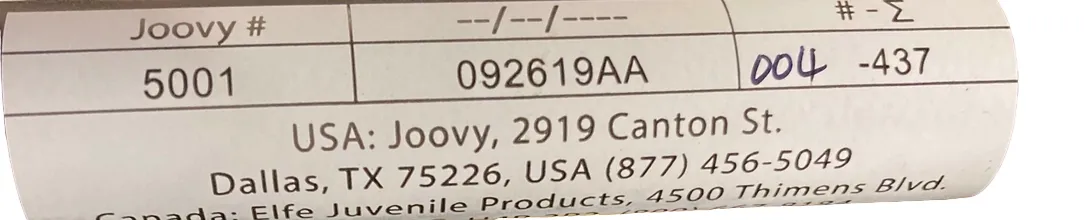 Joovy # --/--/---- # - Σ
5001 092619AA 004 -437
USA: Joovy, 2919 Canton St.
Dallas, TX 75226, USA (877) 456-5049
Canada: Elfe Juvenile Products, 4500 Thimens Blvd.